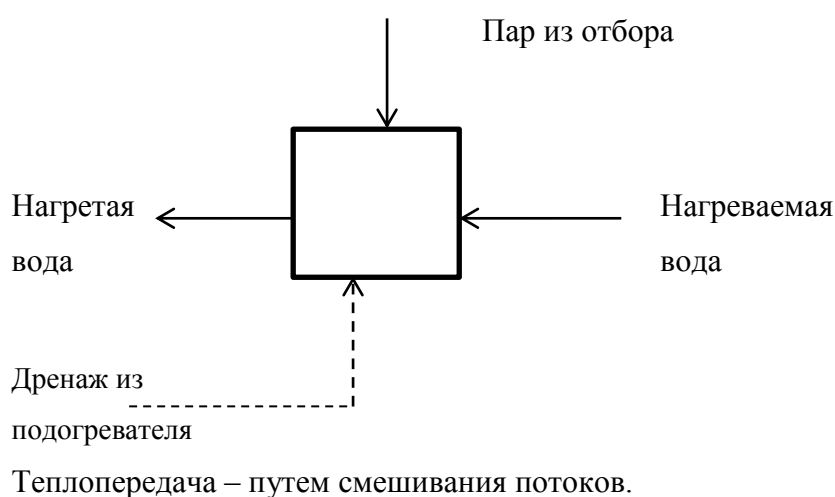 Пар из отбора
Нагретая
вода
Нагреваемая
вода
Дренаж из
подогревателя
Теплопередача – путем смешивания потоков.